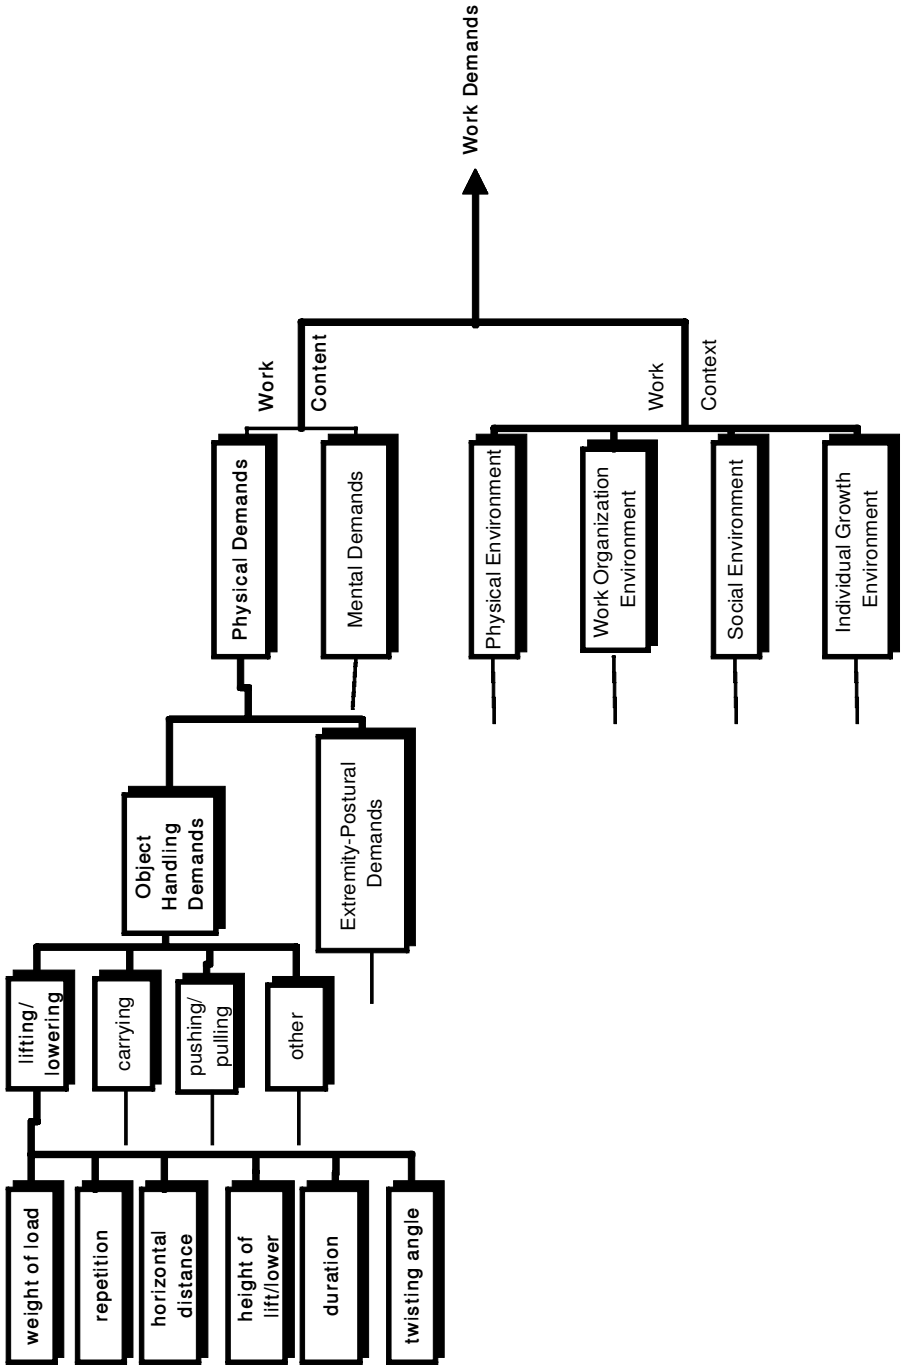 Work Demands
Work
Content
Work
Context
Physical Demands
Mental Demands
Physical Environment
Work Organization
Environment
Social Environment
Individual Growth
Environment
Object
Handling
Demands
Extremity-Postural
Demands
lifting/
lowering
carrying
pushing/
pulling
other
weight of load
repetition
horizontal
distance
height of
lift/lower
duration
twisting angle